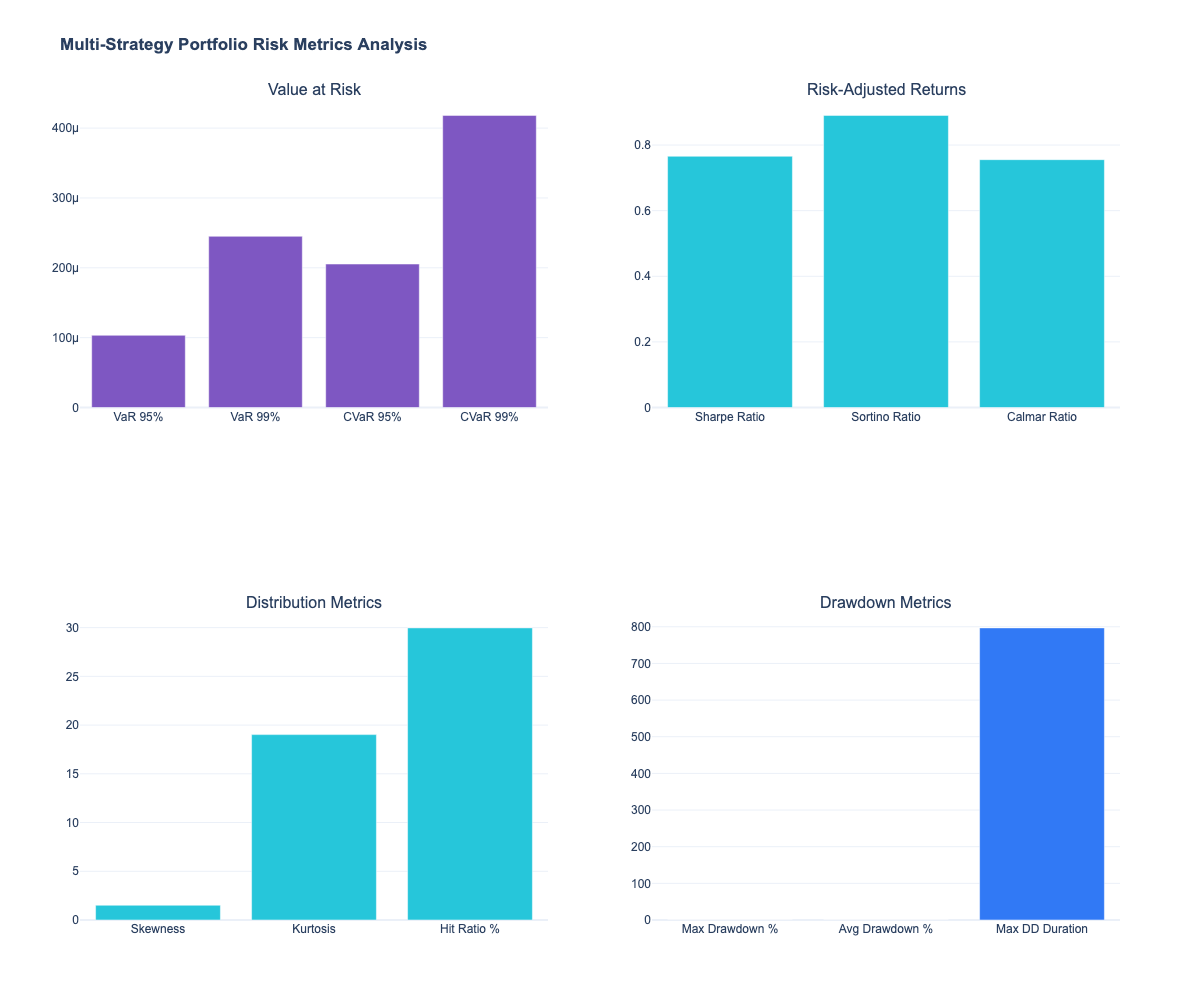 Multi-Strategy Portfolio Risk Metrics Analysis
Value at Risk
400µ
300µ
200µ
100µ
0
VaR 95%
VaR 99%
CVaR 95%
CVaR 99%
Risk-Adjusted Returns
0.8
0.6
0.4
0.2
0
Sharpe Ratio
Sortino Ratio
Calmar Ratio
Distribution Metrics
30
25
20
15
10
5
0
Skewness
Kurtosis
Hit Ratio %
Drawdown Metrics
800
700
600
500
400
300
200
100
0
Max Drawdown %
Avg Drawdown %
Max DD Duration